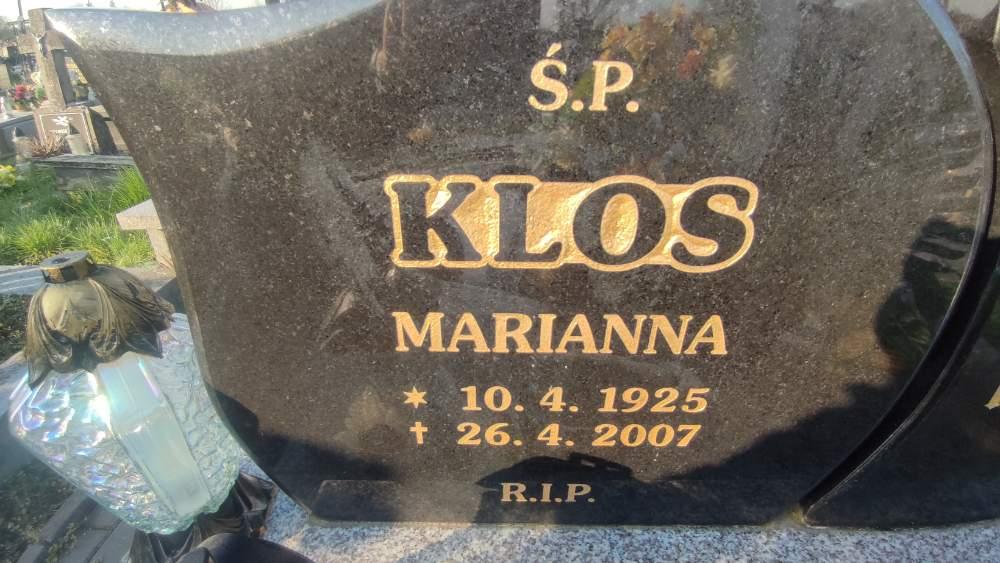 Ś.P.
KLOS
MARIANNA
✶ 10. 4. 1925
✝ 26. 4. 2007
R.I.P.